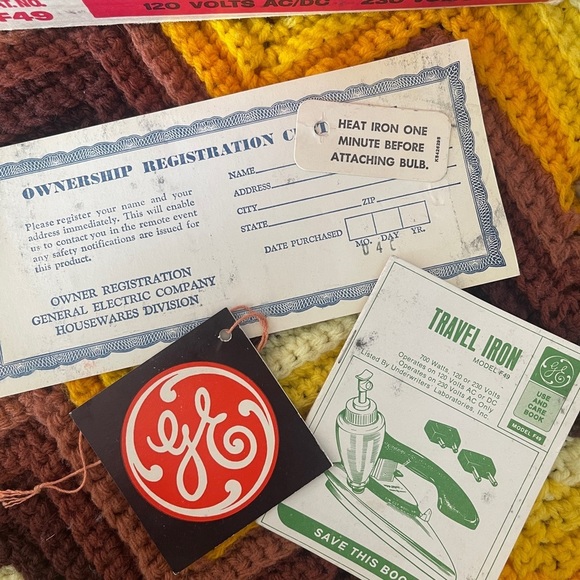 120 VOLTS AC/DC
F49
OWNERSHIP REGISTRATION
HEAT IRON ONE
MINUTE BEFORE
ATTACHING BULB.
Please register your name and your
address immediately. This will enable
us to contact you in the remote event
any safety notifications are issued for
this product.
OWNER REGISTRATION
GENERAL ELECTRIC COMPANY
HOUSEWARES DIVISION
NAME
ADDRESS
CITY
ZIP
STATE
DATE PURCHASED
MO. DAY YR.
GE
TRAVEL IRON
MODEL F49
700 Watts, 120 or 230 Volts
Operates on 120 Volts AC or DC
Operates on 230 Volts AC Only
Listed By Underwriters' Laboratories, Inc.
GE
USE
AND
CARE
BOOK
MODEL F49
SAVE THIS BOO